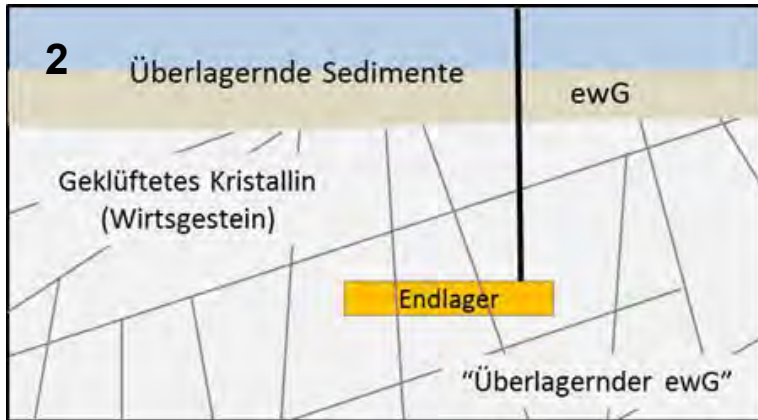 2
Überlagernde Sedimente
ewG
Geklüftetes Kristallin
(Wirtsgestein)
Endlager
“Überlagernder ewG”